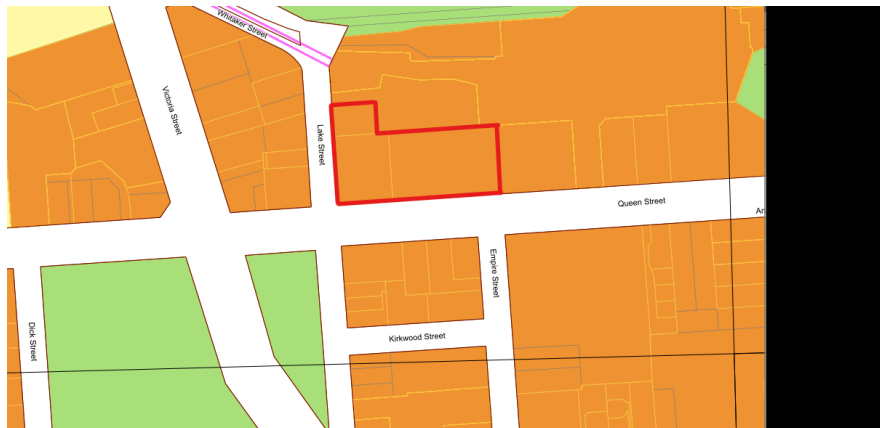 Whitaker Street
Victoria Street
Lake Street
Queen Street
Empire Street
Kirkwood Street
Dick Street